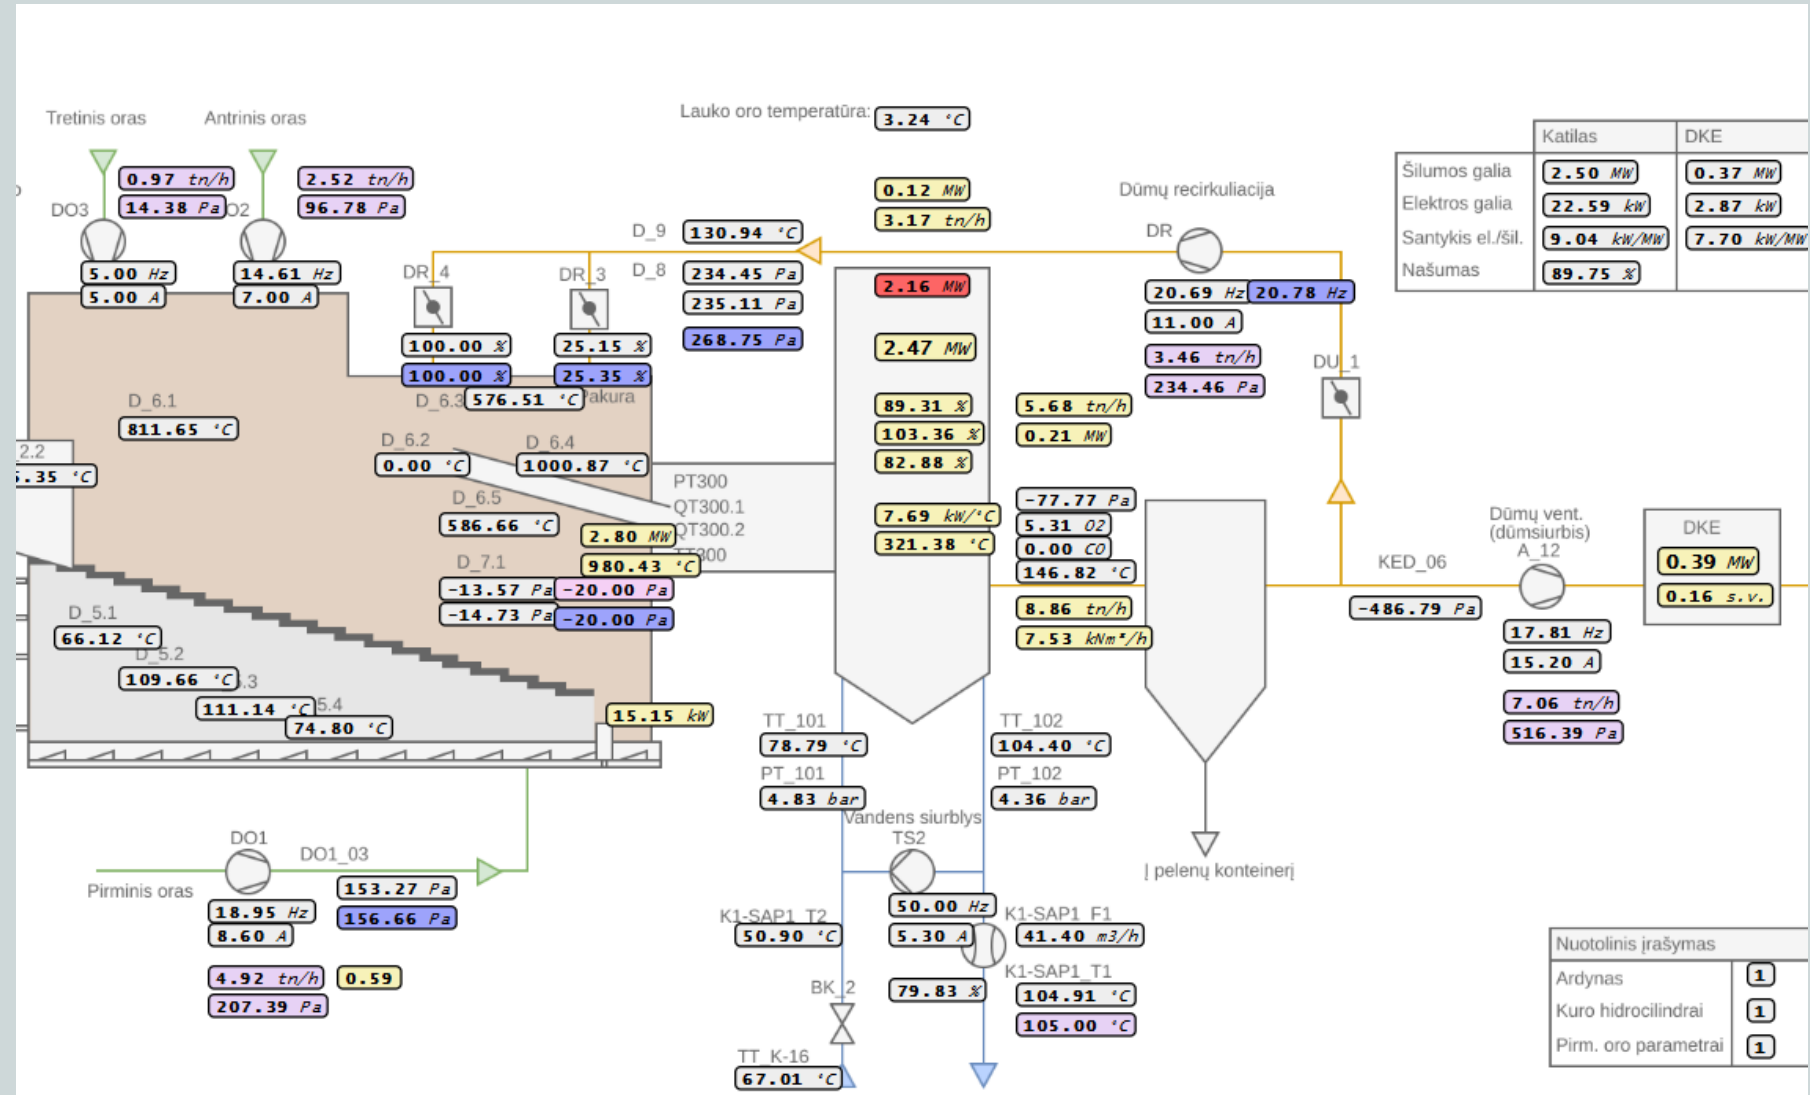 Tretinis oras
Antrinis oras
Lauko oro temperatūra:
3.24 °C
0.97 tn/h
14.38 Pa
DO3
2.52 tn/h
96.78 Pa
O2
5.00 Hz
5.00 A
14.61 Hz
7.00 A
0.12 MW
3.17 tn/h
Dūmų recirkuliacija
DR
D_9
130.94 °C
D_8
234.45 Pa
235.11 Pa
268.75 Pa
DR_4
DR_3
100.00 %
100.00 %
25.15 %
25.35 %
20.69 Hz
20.78 Hz
11.00 A
3.46 tn/h
234.46 Pa
DU_1
Katilas
DKE
Šilumos galia
2.50 MW
0.37 MW
Elektros galia
22.59 kW
2.87 kW
Santykis el./šil.
9.04 kW/MW
7.70 kW/MW
Našumas
89.75 %
2.16 MW
2.47 MW
89.31 %
103.36 %
82.88 %
7.69 kW/°C
321.38 °C
5.68 tn/h
0.21 MW
-77.77 Pa
5.31 O2
0.00 CO
146.82 °C
8.86 tn/h
D_6.1
811.65 °C
D_6.3
576.51 °C
Pakura
D_6.2
0.00 °C
D_6.4
1000.87 °C
D_6.5
586.66 °C
2.2
.35 °C
PT300
QT300.1
QT300.2
TT300
2.80 MW
980.43 °C
D_7.1
-13.57 Pa
-20.00 Pa
-14.73 Pa
-20.00 Pa
D_5.1
66.12 °C
D_5.2
109.66 °C
.3
111.14 °C
5.4
74.80 °C
15.15 kW
7.53 kNm³/h
KED_06
-486.79 Pa
Dūmų vent.
(dūmsiurbis)
A_12
17.81 Hz
15.20 A
7.06 tn/h
516.39 Pa
DKE
0.39 MW
0.16 s.v.
TT_101
78.79 °C
PT_101
4.83 bar
TT_102
104.40 °C
PT_102
4.36 bar
Vandens siurblys
TS2
50.00 Hz
5.30 A
79.83 %
Į pelenų konteinerį
DO1
DO1_03
Pirminis oras
18.95 Hz
8.60 A
153.27 Pa
156.66 Pa
4.92 tn/h
0.59
207.39 Pa
K1-SAP1_T2
50.90 °C
K1-SAP1_F1
41.40 m3/h
K1-SAP1_T1
104.91 °C
105.00 °C
BK_2
TT_K-16
67.01 °C
Nuotolinis įrašymas
Ardynas
1
Kuro hidrocilindrai
1
Pirm. oro parametrai
1